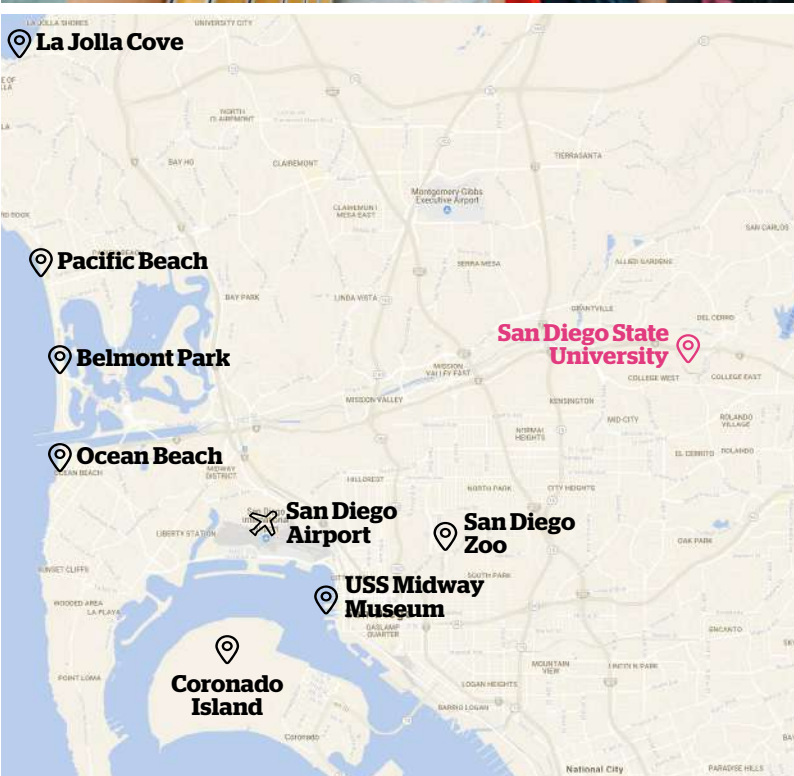 LA JOLLA SHORES
UNIVERSITY CITY
La Jolla Cove
NORTH
CLAIREMONT
BAY HO
CLAIREMONT
TIERRASANTA
Montgomery-Gibbs
Executive Airport
CLAIREMONT
MESA EAST
SAN CARLOS
Pacific Beach
SERRA MESA
ALLIED GARDENS
BAY PARK
LINDA VISTA
GRANTVILLE
DEL CERRO
San Diego State
University
Belmont Park
MISSION
VALLEY EAST
COLLEGE WEST
COLLEGE EAST
MISSION VALLEY
KENSINGTON
MID-CITY
ROLANDO
VILLAGE
NORMAL
HEIGHTS
Ocean Beach
OCEAN BEACH
MIDWAY
DISTRICT
EL CERRITO
ROLANDO
HILLCREST
NORTH PARK
CITY HEIGHTS
San Diego
Airport
San Diego
Zoo
LIBERTY STATION
OAK PARK
SUNSET CLIFFS
SOUTH PARK
USS Midway
Museum
WOODED AREA
LA PLAYA
GASLAMP
QUARTER
ENCANTO
Coronado
Island
POINT LOMA
MOUNTAIN
VIEW
LINCOLN PARK
LOGAN HEIGHTS
BARRIO LOGAN
Coronado
National City
PARADISE HILLS